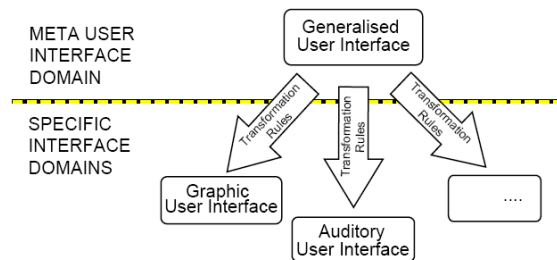 META USER
INTERFACE
DOMAIN
Generalised
User Interface
Transformation
Rules
Transformation
Rules
Transformation
Rules
SPECIFIC
INTERFACE
DOMAINS
Graphic
User Interface
Auditory
User Interface
....